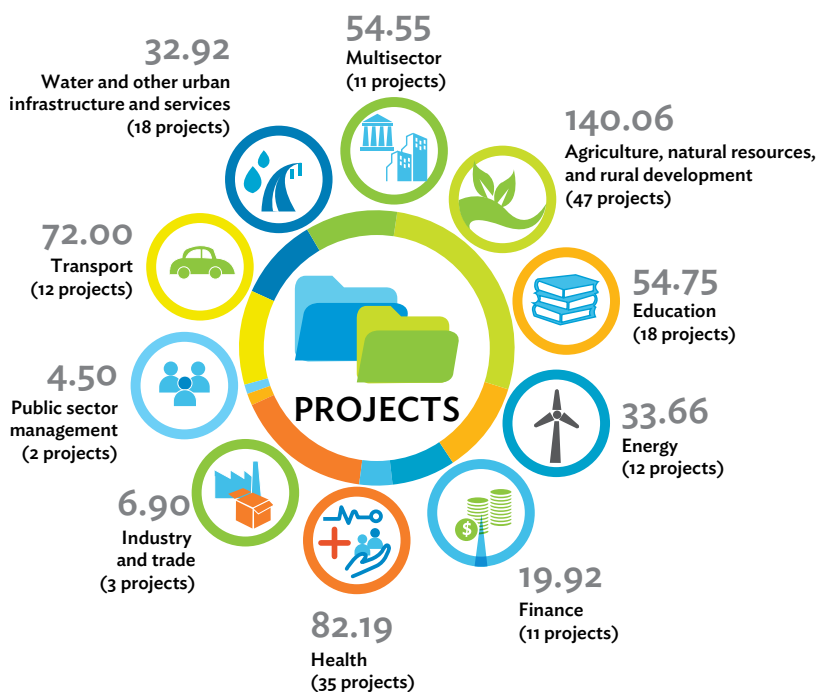 54.55
Multisector
(11 projects)
140.06
Agriculture, natural resources,
and rural development
(47 projects)
54.75
Education
(18 projects)
33.66
Energy
(12 projects)
19.92
Finance
(11 projects)
82.19
Health
(35 projects)
6.90
Industry
and trade
(3 projects)
4.50
Public sector
management
(2 projects)
72.00
Transport
(12 projects)
32.92
Water and other urban
infrastructure and services
(18 projects)
PROJECTS
$